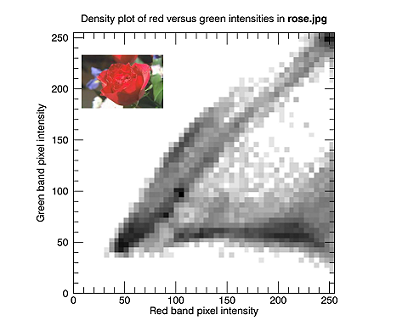 Density plot of red versus green intensities in rose.jpg
250
200
150
100
50
0
Green band pixel intensity
0 50 100 150 200 250
Red band pixel intensity